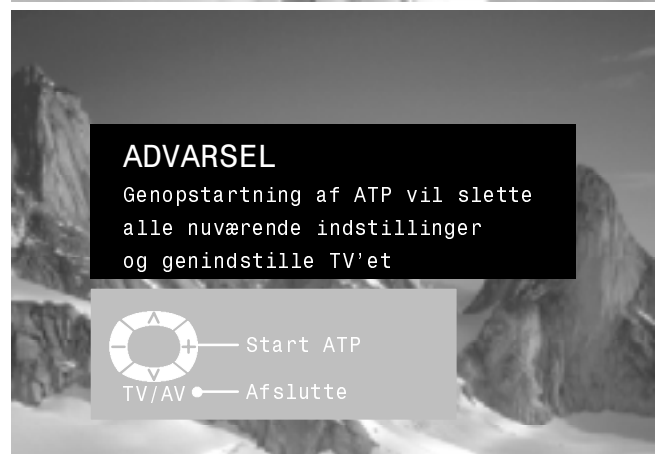 ADVARSEL
Genopstartning af ATP vil slette
alle nuværende indstillinger
og genindstille TV'et
Start ATP
TV/AV Afslutte